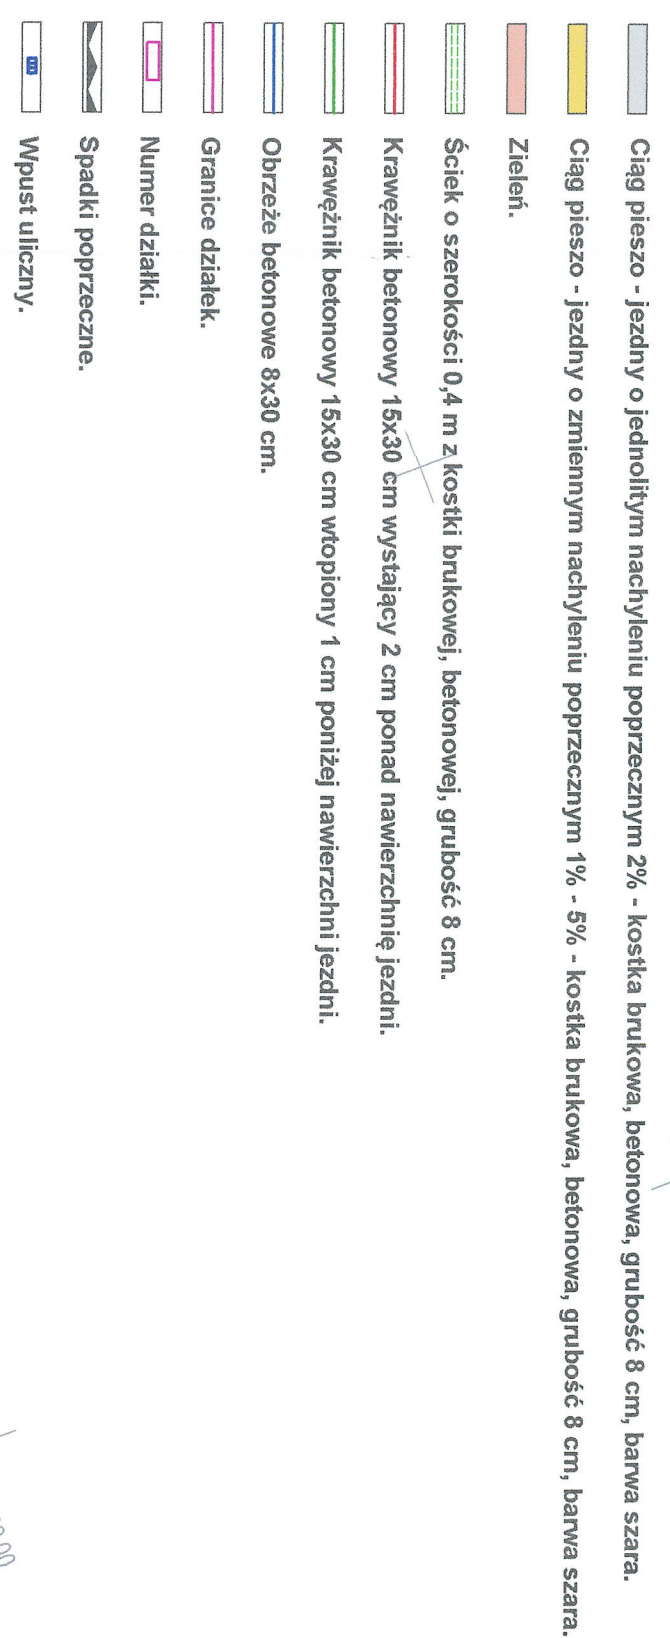 Ciąg pieszo - jezdny o jednolitym nachyleniu poprzecznym 2% - kostka brukowa, betonowa, grubość 8 cm, barwa szara.
Ciąg pieszo - jezdny o zmiennym nachyleniu poprzecznym 1% - 5% - kostka brukowa, betonowa, grubość 8 cm, barwa szara.
Zieleń.
Ściek o szerokości 0,4 m z kostki brukowej, betonowej, grubość 8 cm.
Krawężnik betonowy 15x30 cm wystający 2 cm ponad nawierzchnię jezdni.
Krawężnik betonowy 15x30 cm wtopiony 1 cm poniżej nawierzchni jezdni.
Obrzeże betonowe 8x30 cm.
Granice działek.
Numer działki.
Spadki poprzeczne.
Wpust uliczny.